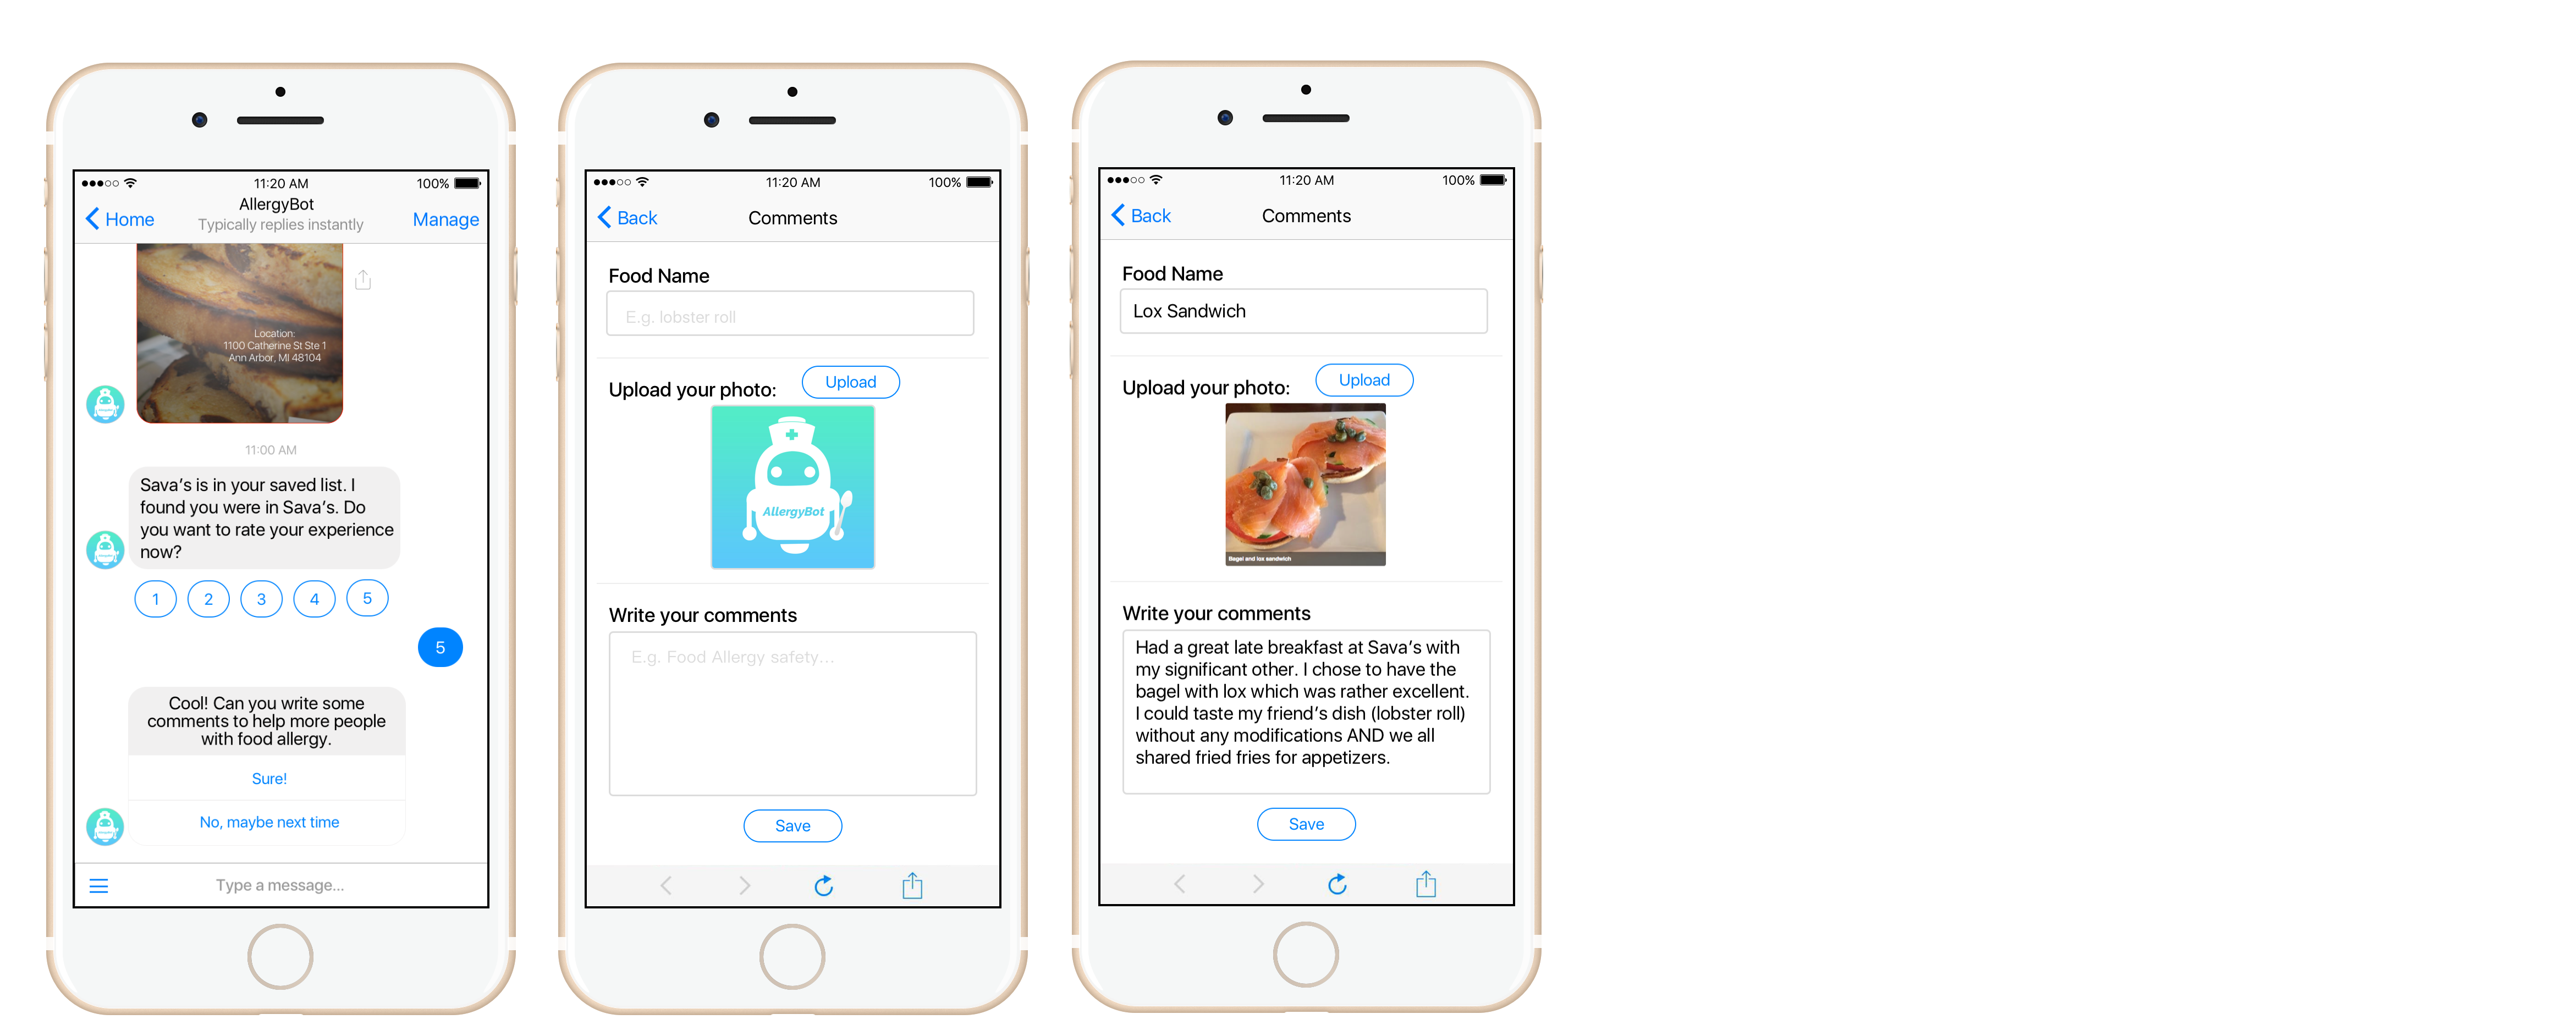 11:20 AM
100%
Home
AllergyBot
Typically replies instantly
Manage
Location:
1100 Catherine St Ste 1
Ann Arbor, MI 48104
11:00 AM
Sava's is in your saved list. I
found you were in Sava's. Do
you want to rate your experience
now?
1
2
3
4
5
5
Cool! Can you write some
comments to help more people
with food allergy.
Sure!
No, maybe next time
Type a message...
11:20 AM
100%
Back
Comments
Food Name
E.g. lobster roll
Upload your photo:
Upload
AllergyBot
Write your comments
E.g. Food Allergy safety...
Save
11:20 AM
100%
Back
Comments
Food Name
Lox Sandwich
Upload your photo:
Upload
Bagel and lox sandwich
Write your comments
Had a great late breakfast at Sava's with
my significant other. I chose to have the
bagel with lox which was rather excellent.
I could taste my friend's dish (lobster roll)
without any modifications AND we all
shared fried fries for appetizers.
Save